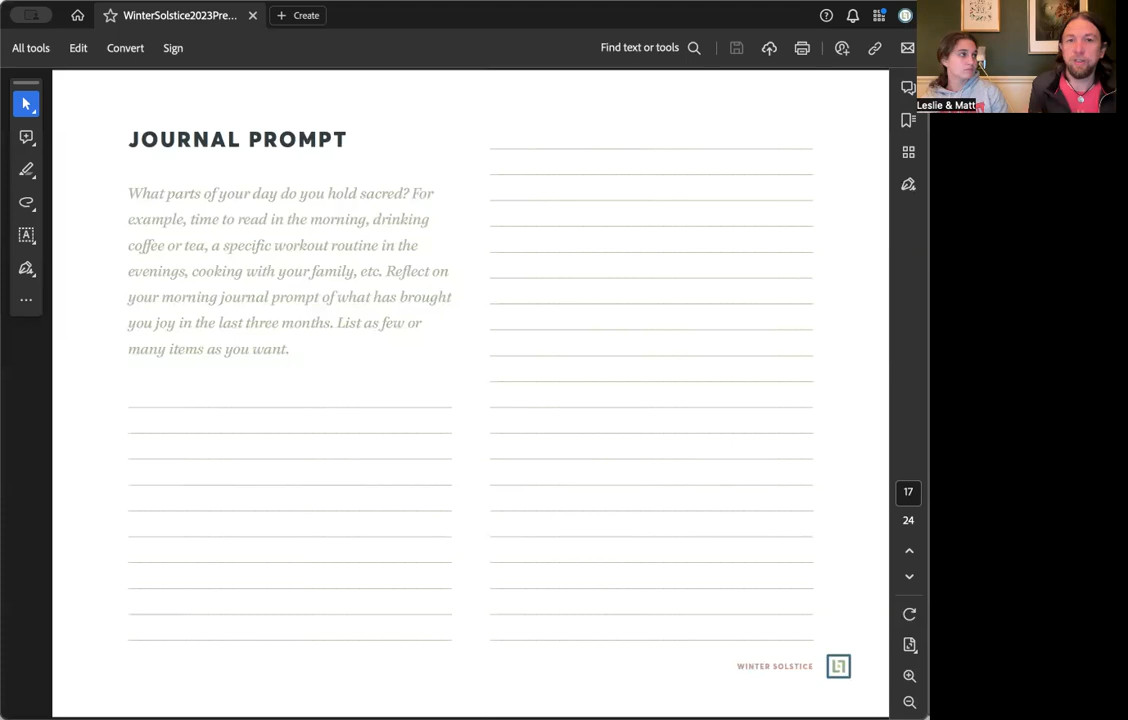 WinterSolstice2023Pre...
Create
All tools
Edit
Convert
Sign
Find text or tools
Leslie & Matt
JOURNAL PROMPT
What parts of your day do you hold sacred? For
example, time to read in the morning, drinking
coffee or tea, a specific workout routine in the
evenings, cooking with your family, etc. Reflect on
your morning journal prompt of what has brought
you joy in the last three months. List as few or
many items as you want.
17
24
WINTER SOLSTICE